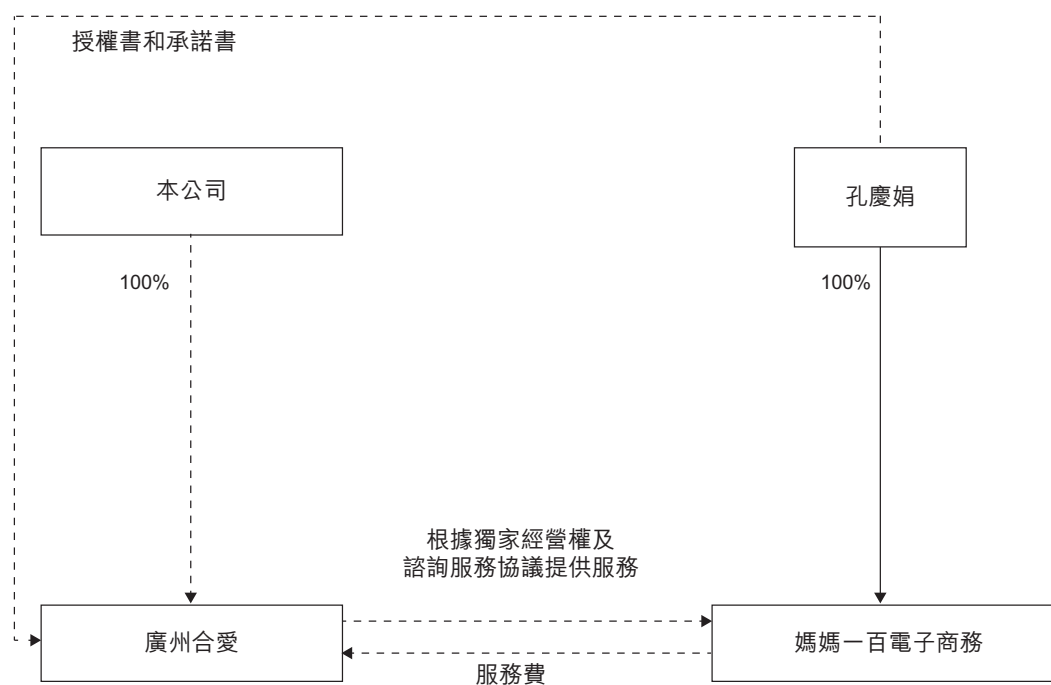 授權書和承諾書
本公司
孔慶娟
100%
100%
根據獨家經營權及
諮詢服務協議提供服務
廣州合愛
媽媽一百電子商務
服務費